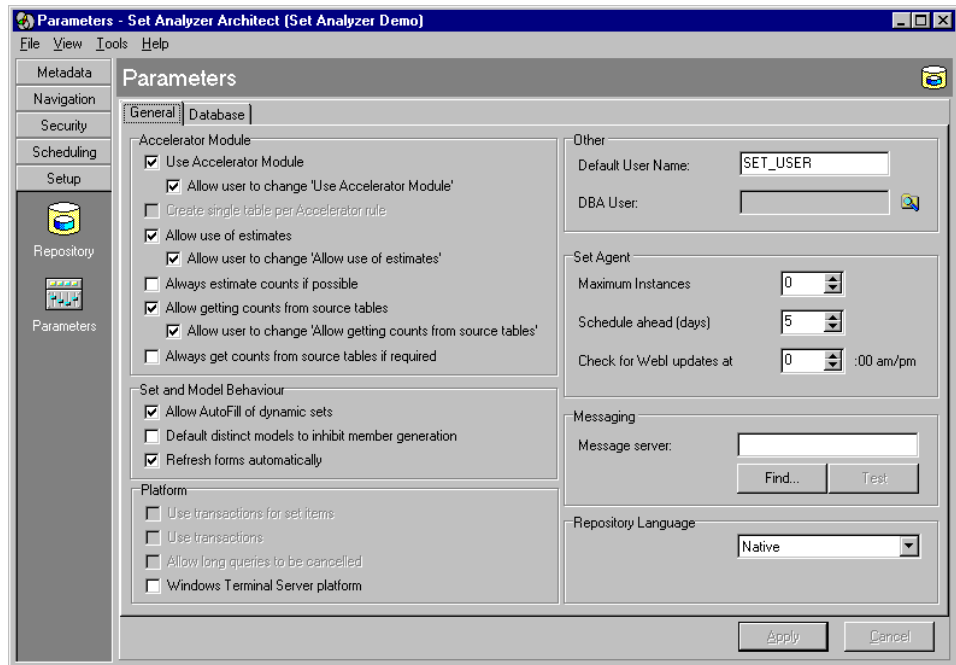 Parameters - Set Analyzer Architect (Set Analyzer Demo)
File View Tools Help
Metadata
Navigation
Security
Scheduling
Setup
Repository
Parameters
Parameters
General Database
Accelerator Module
Use Accelerator Module
Allow user to change 'Use Accelerator Module'
Create single table per Accelerator rule
Allow use of estimates
Allow user to change 'Allow use of estimates'
Always estimate counts if possible
Allow getting counts from source tables
Allow user to change 'Allow getting counts from source tables'
Always get counts from source tables if required
Set and Model Behaviour
Allow AutoFill of dynamic sets
Default distinct models to inhibit member generation
Refresh forms automatically
Platform
Use transactions for set items
Use transactions
Allow long queries to be cancelled
Windows Terminal Server platform
Other
Default User Name: SET_USER
DBA User:
Set Agent
Maximum Instances 0
Schedule ahead (days) 5
Check for WebI updates at 0 :00 am/pm
Messaging
Message server:
Find... Test
Repository Language
Native
Apply Cancel